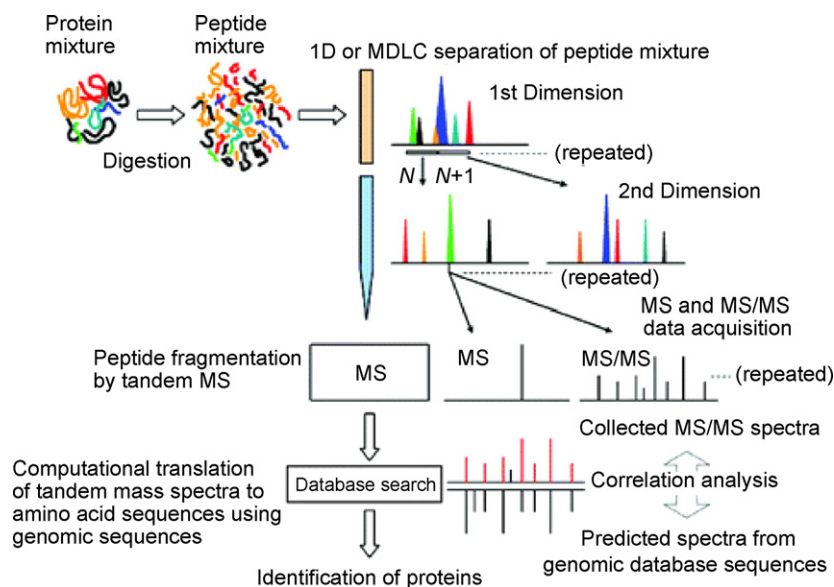 Protein
mixture
Peptide
mixture
Digestion
1D or MDLC separation of peptide mixture
1st Dimension
(repeated)
N N+1
2nd Dimension
(repeated)
MS and MS/MS
data acquisition
Peptide fragmentation
by tandem MS
MS
MS
MS/MS
(repeated)
Collected MS/MS spectra
Computational translation
of tandem mass spectra to
amino acid sequences using
genomic sequences
Database search
Correlation analysis
Predicted spectra from
genomic database sequences
Identification of proteins